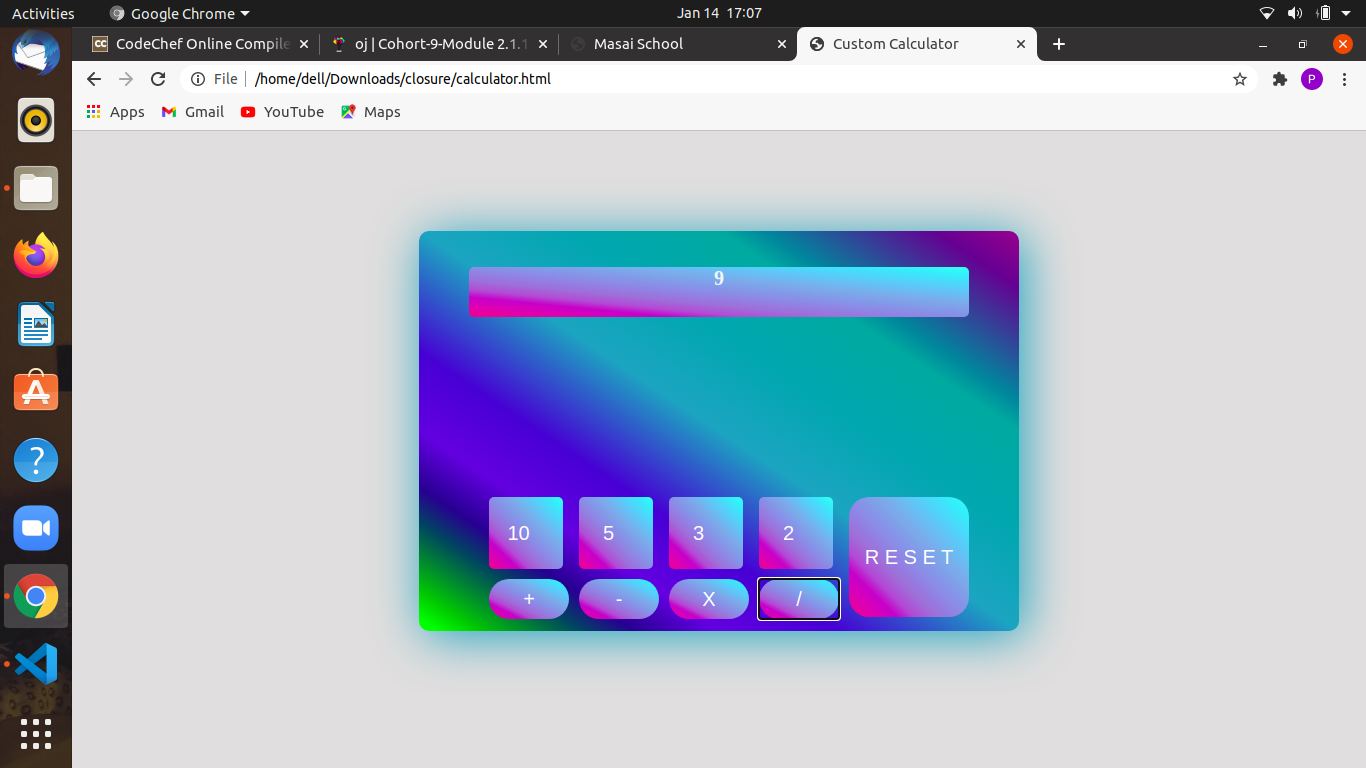 Activities Google Chrome Jan 14 17:07
CodeChef Online Compile oj | Cohort-9-Module 2.1.1 Masai School Custom Calculator
File /home/dell/Downloads/closure/calculator.html P
Apps Gmail YouTube Maps
9
10 5 3 2
RESET
+ - X /